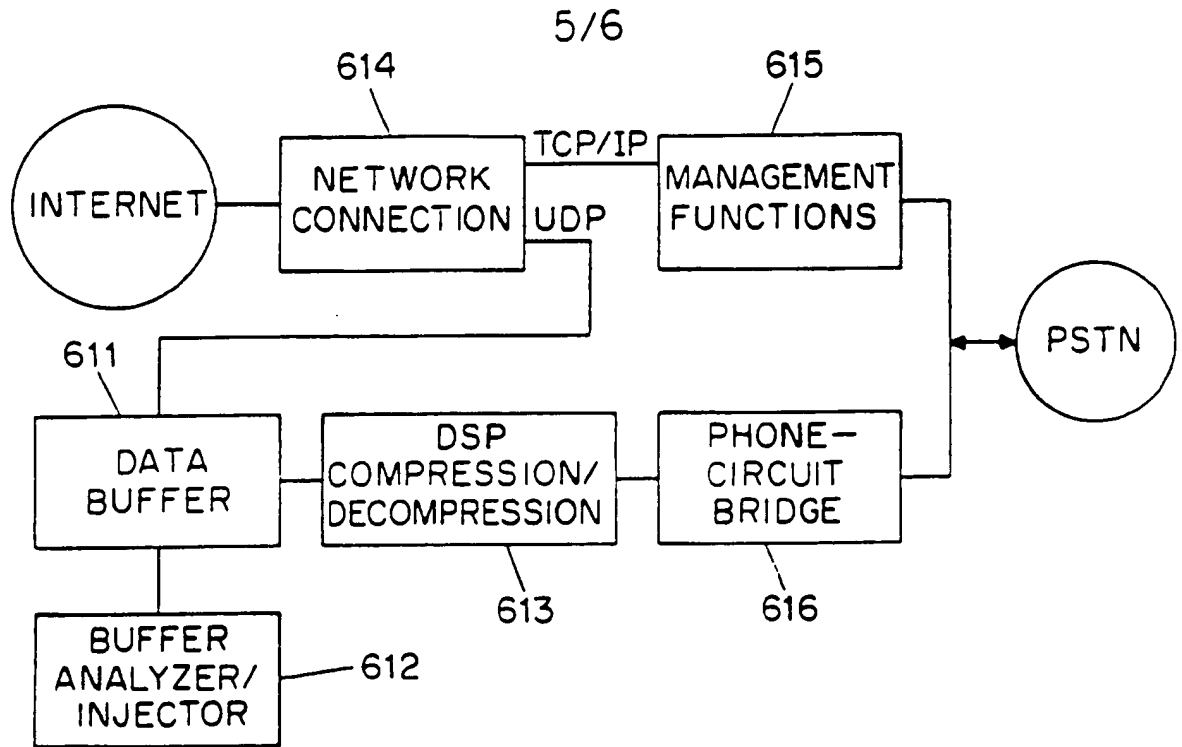 5/6
614
615
INTERNET
NETWORK
CONNECTION
TCP/IP
UDP
MANAGEMENT
FUNCTIONS
PSTN
611
DATA
BUFFER
DSP
COMPRESSION/
DECOMPRESSION
PHONE-
CIRCUIT
BRIDGE
613
616
BUFFER
ANALYZER/
INJECTOR
612